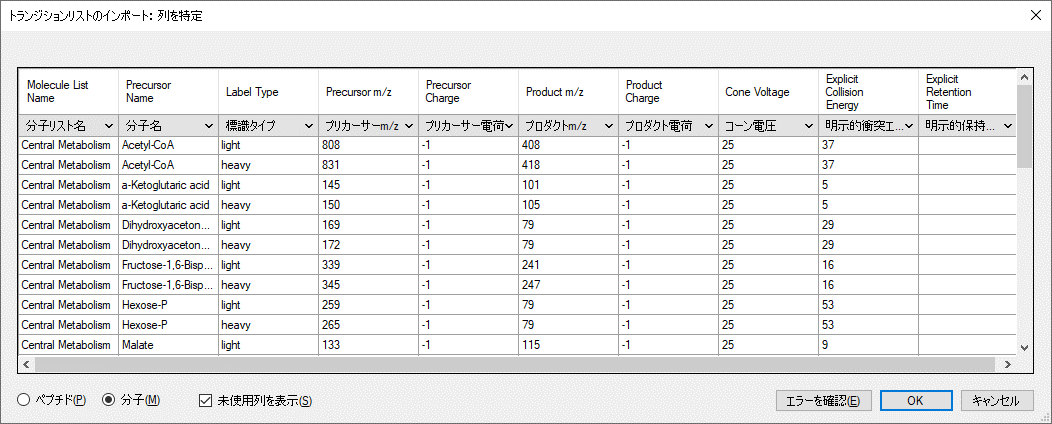 トランジションリストのインポート: 列を特定
Molecule List Name Precursor Name Label Type Precursor m/z Precursor Charge Product m/z Product Charge Cone Voltage Explicit Collision Energy Explicit Retention Time
分子リスト名 分子名 標識タイプ プリカーサーm/z プリカーサー電荷 プロダクトm/z プロダクト電荷 コーン電圧 明示的衝突エ... 明示的保持...
Central Metabolism Acetyl-CoA light 808 -1 408 -1 25 37
Central Metabolism Acetyl-CoA heavy 831 -1 418 -1 25 37
Central Metabolism a-Ketoglutaric acid light 145 -1 101 -1 25 5
Central Metabolism a-Ketoglutaric acid heavy 150 -1 105 -1 25 5
Central Metabolism Dihydroxyaceton... light 169 -1 79 -1 25 29
Central Metabolism Dihydroxyaceton... heavy 172 -1 79 -1 25 29
Central Metabolism Fructose-1,6-Bisp... light 339 -1 241 -1 25 16
Central Metabolism Fructose-1,6-Bisp... heavy 345 -1 247 -1 25 16
Central Metabolism Hexose-P light 259 -1 79 -1 25 53
Central Metabolism Hexose-P heavy 265 -1 79 -1 25 53
Central Metabolism Malate light 133 -1 115 -1 25 9
ペプチド(P) 分子(M) 未使用列を表示(S) エラーを確認(E) OK キャンセル